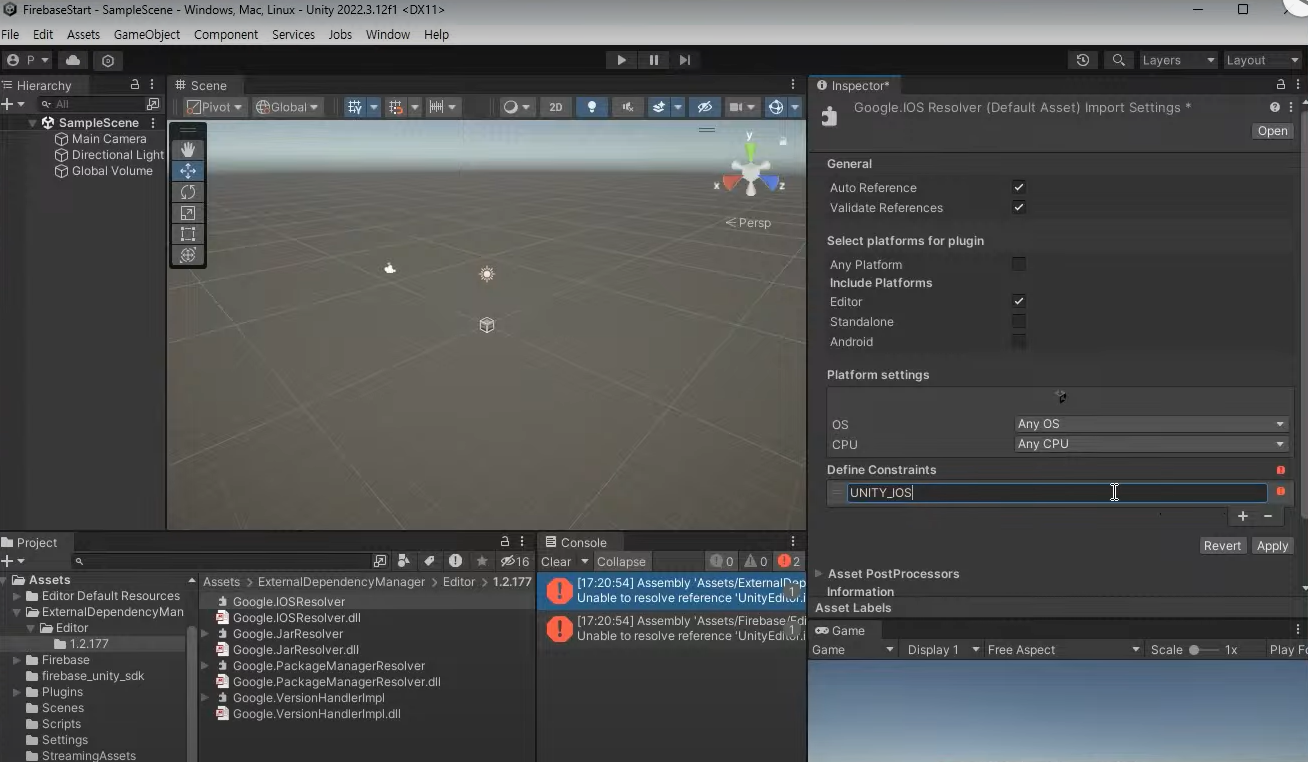 FirebaseStart - SampleScene - Windows, Mac, Linux - Unity 2022.3.12f1 <DX11>
File Edit Assets GameObject Component Services Jobs Window Help
P Layers Layout
Hierarchy
All
SampleScene
Main Camera
Directional Light
Global Volume
Scene
Pivot Global 2D
y
x
z
Persp
Inspector*
Google.IOS Resolver (Default Asset) Import Settings *
Open
General
Auto Reference
Validate References
Select platforms for plugin
Any Platform
Include Platforms
Editor
Standalone
Android
Platform settings
OS Any OS
CPU Any CPU
Define Constraints
UNITY_IOS
Revert Apply
Asset PostProcessors
Information
Asset Labels
Project
16
Assets
Editor Default Resources
ExternalDependencyMan
Editor
1.2.177
Firebase
firebase_unity_sdk
Plugins
Scenes
Scripts
Settings
StreamingAssets
Assets ExternalDependencyManager Editor 1.2.177
Google.IOSResolver
Google.IOSResolver.dll
Google.JarResolver
Google.JarResolver.dll
Google.PackageManagerResolver
Google.PackageManagerResolver.dll
Google.VersionHandlerImpl
Google.VersionHandlerImpl.dll
Console
Clear Collapse 0 0 2
[17:20:54] Assembly 'Assets/ExternalDep
Unable to resolve reference 'UnityEditor.i
1
[17:20:54] Assembly 'Assets/Firebase/Edi
Unable to resolve reference 'UnityEditor.i
1
Game
Game Display 1 Free Aspect Scale 1x Play Fo